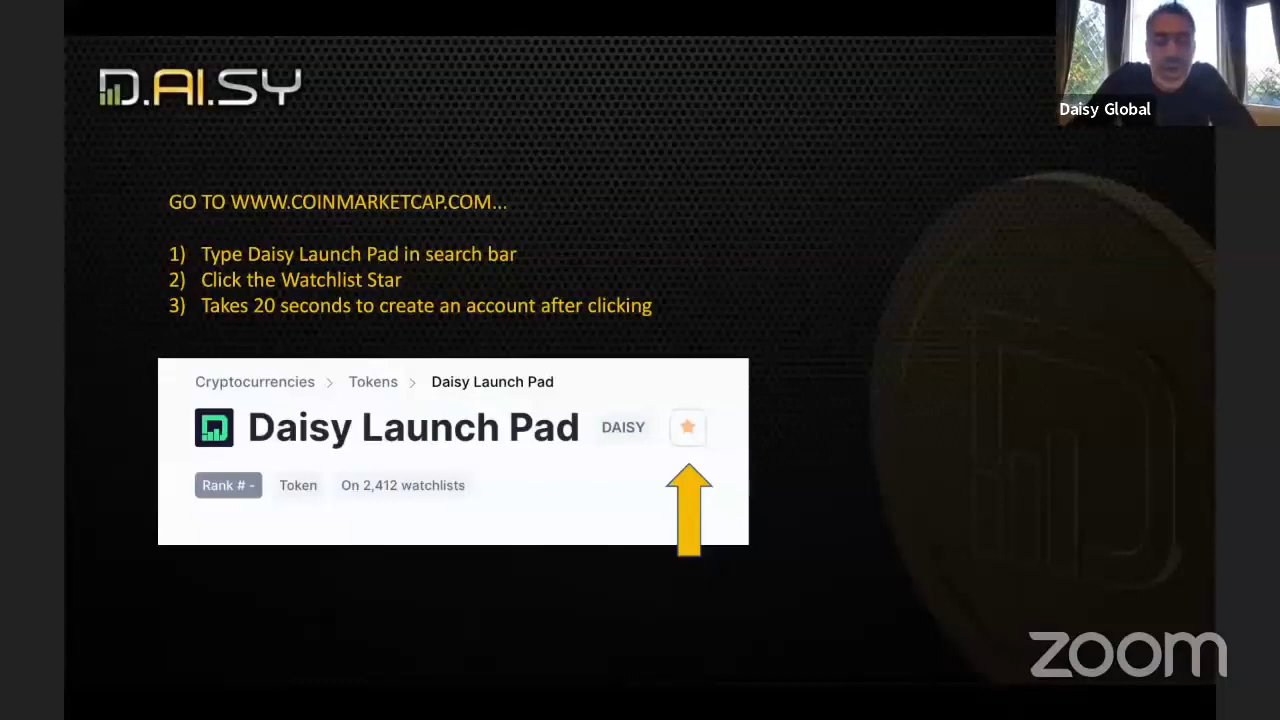 D.AI.SY
Daisy Global
GO TO WWW.COINMARKETCAP.COM...
1) Type Daisy Launch Pad in search bar
2) Click the Watchlist Star
3) Takes 20 seconds to create an account after clicking
Cryptocurrencies > Tokens > Daisy Launch Pad
Daisy Launch Pad DAISY
Rank # - Token On 2,412 watchlists
zoom